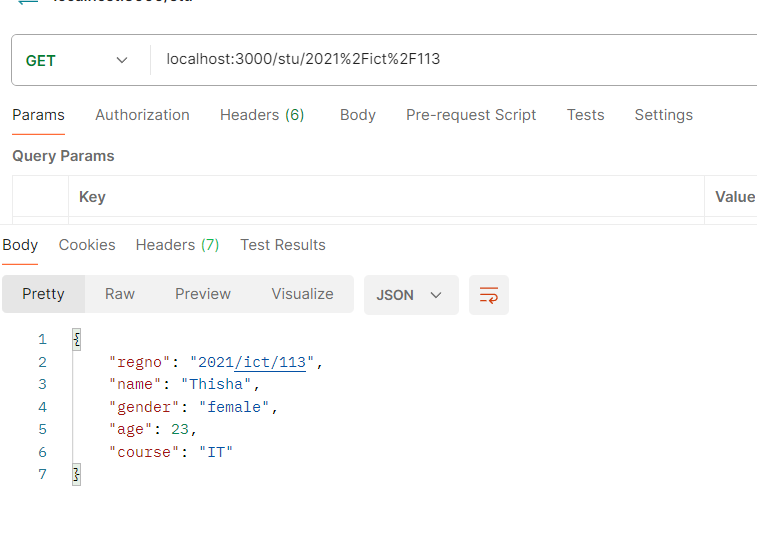 GET localhost:3000/stu/2021%2Fict%2F113
Params Authorization Headers (6) Body Pre-request Script Tests Settings
Query Params
Key Value
Body Cookies Headers (7) Test Results
Pretty Raw Preview Visualize JSON
1 {
2 "regno": "2021/ict/113",
3 "name": "Thisha",
4 "gender": "female",
5 "age": 23,
6 "course": "IT"
7 }